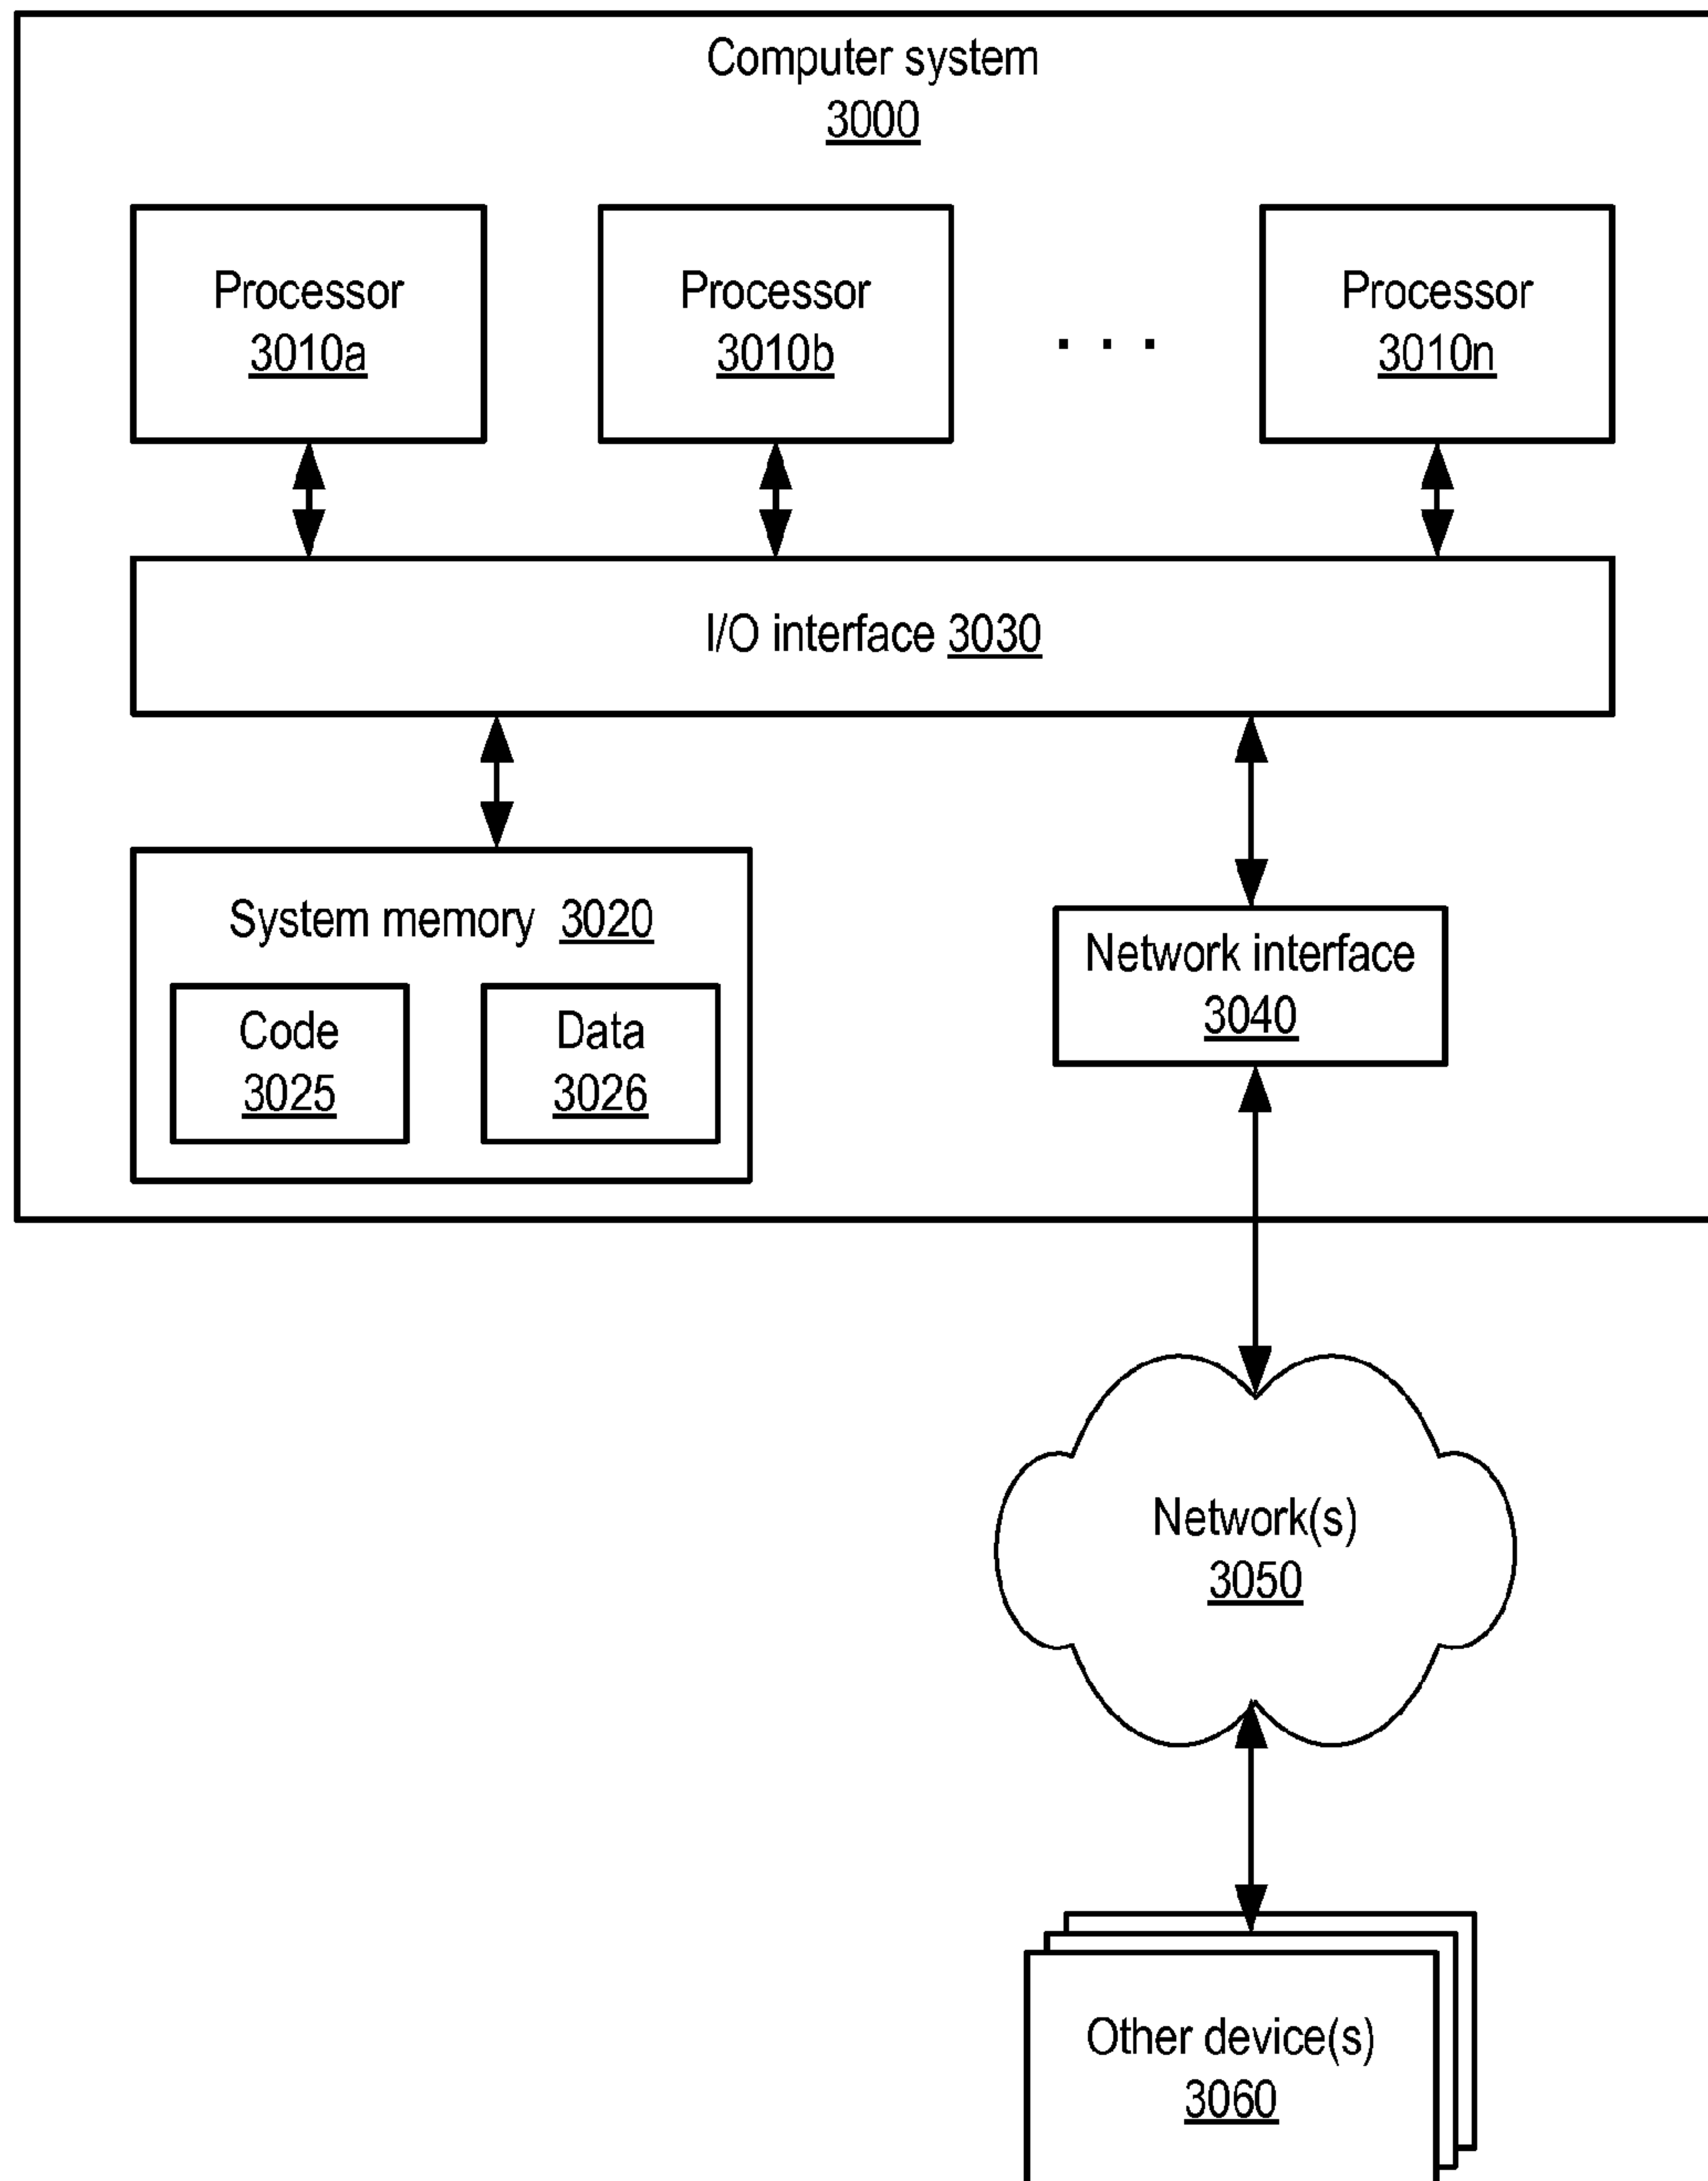 Computer system
3000
Processor
3010a
Processor
3010b
. . .
Processor
3010n
I/O interface 3030
System memory 3020
Code
3025
Data
3026
Network interface
3040
Network(s)
3050
Other device(s)
3060